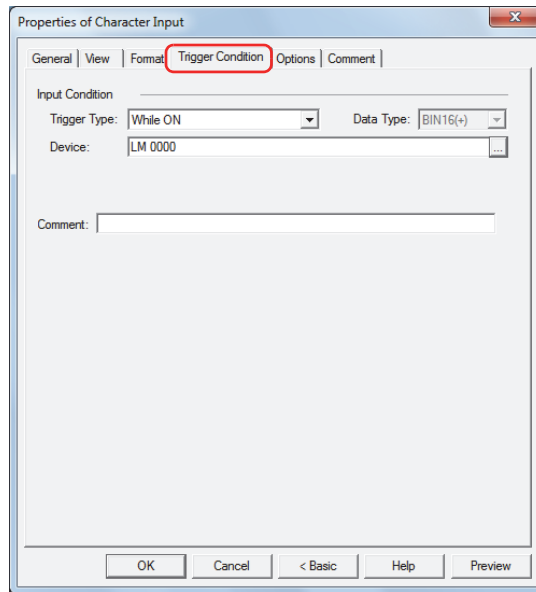 Properties of Character Input
General View Format Trigger Condition Options Comment
Input Condition
Trigger Type: While ON Data Type: BIN16(+)
Device: LM 0000 ...
Comment:
OK Cancel < Basic Help Preview